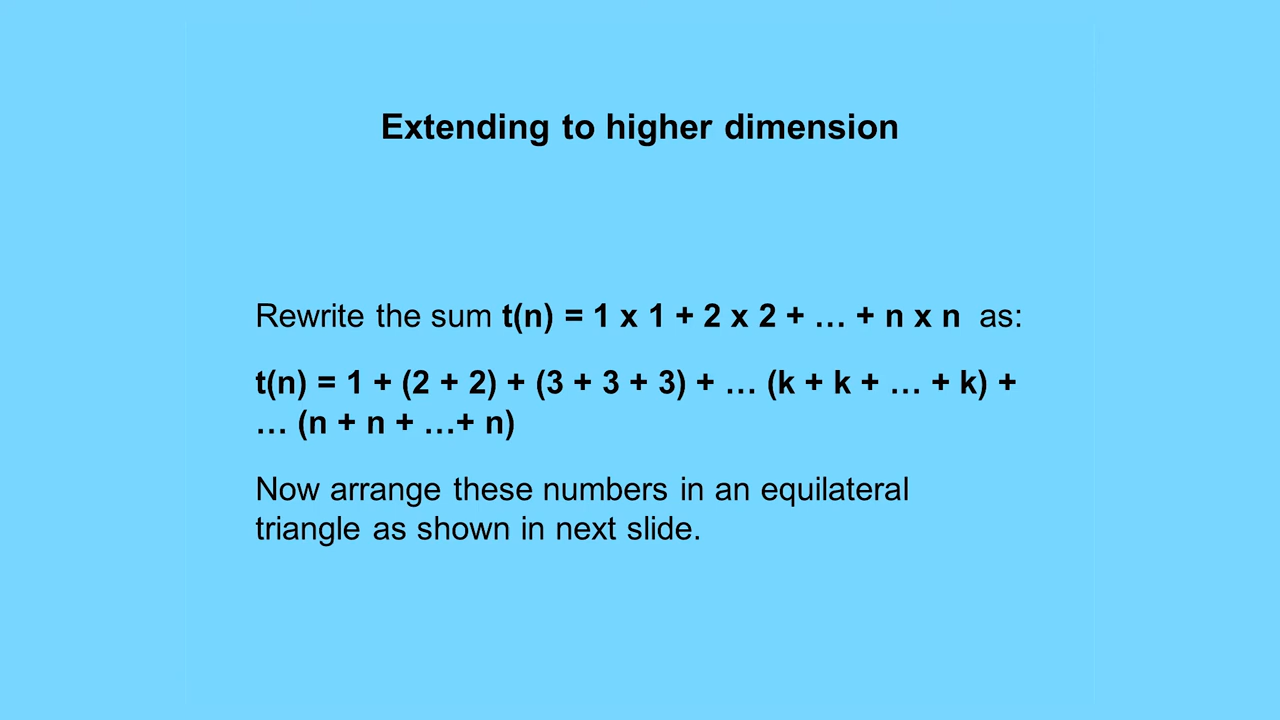 Extending to higher dimension
Rewrite the sum t(n) = 1 x 1 + 2 x 2 + … + n x n as:
t(n) = 1 + (2 + 2) + (3 + 3 + 3) + … (k + k + … + k) +
… (n + n + …+ n)
Now arrange these numbers in an equilateral
triangle as shown in next slide.